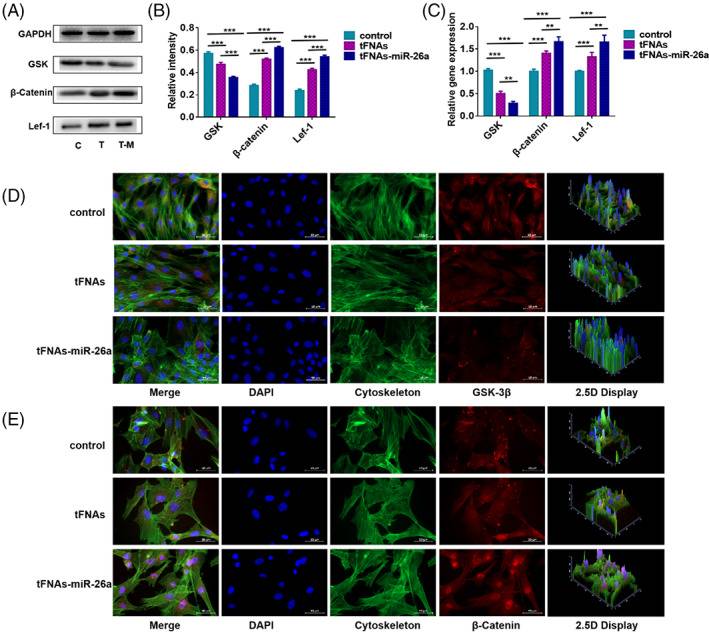 (A)
GAPDH
GSK
β-Catenin
Lef-1
C T T-M
(B)
Relative intensity
0.8
0.6
0.4
0.2
0.0
*** *** *** *** *** *** *** *** ***
GSK
β-catenin
Lef-1
control
tFNAs
tFNAs-miR-26a
(C)
Relative gene expression
2.0
1.5
1.0
0.5
0.0
*** *** ** *** *** ** *** *** **
GSK
β-catenin
Lef-1
control
tFNAs
tFNAs-miR-26a
(D)
control
tFNAs
tFNAs-miR-26a
Merge DAPI Cytoskeleton GSK-3β 2.5D Display
(E)
control
tFNAs
tFNAs-miR-26a
Merge DAPI Cytoskeleton β-Catenin 2.5D Display